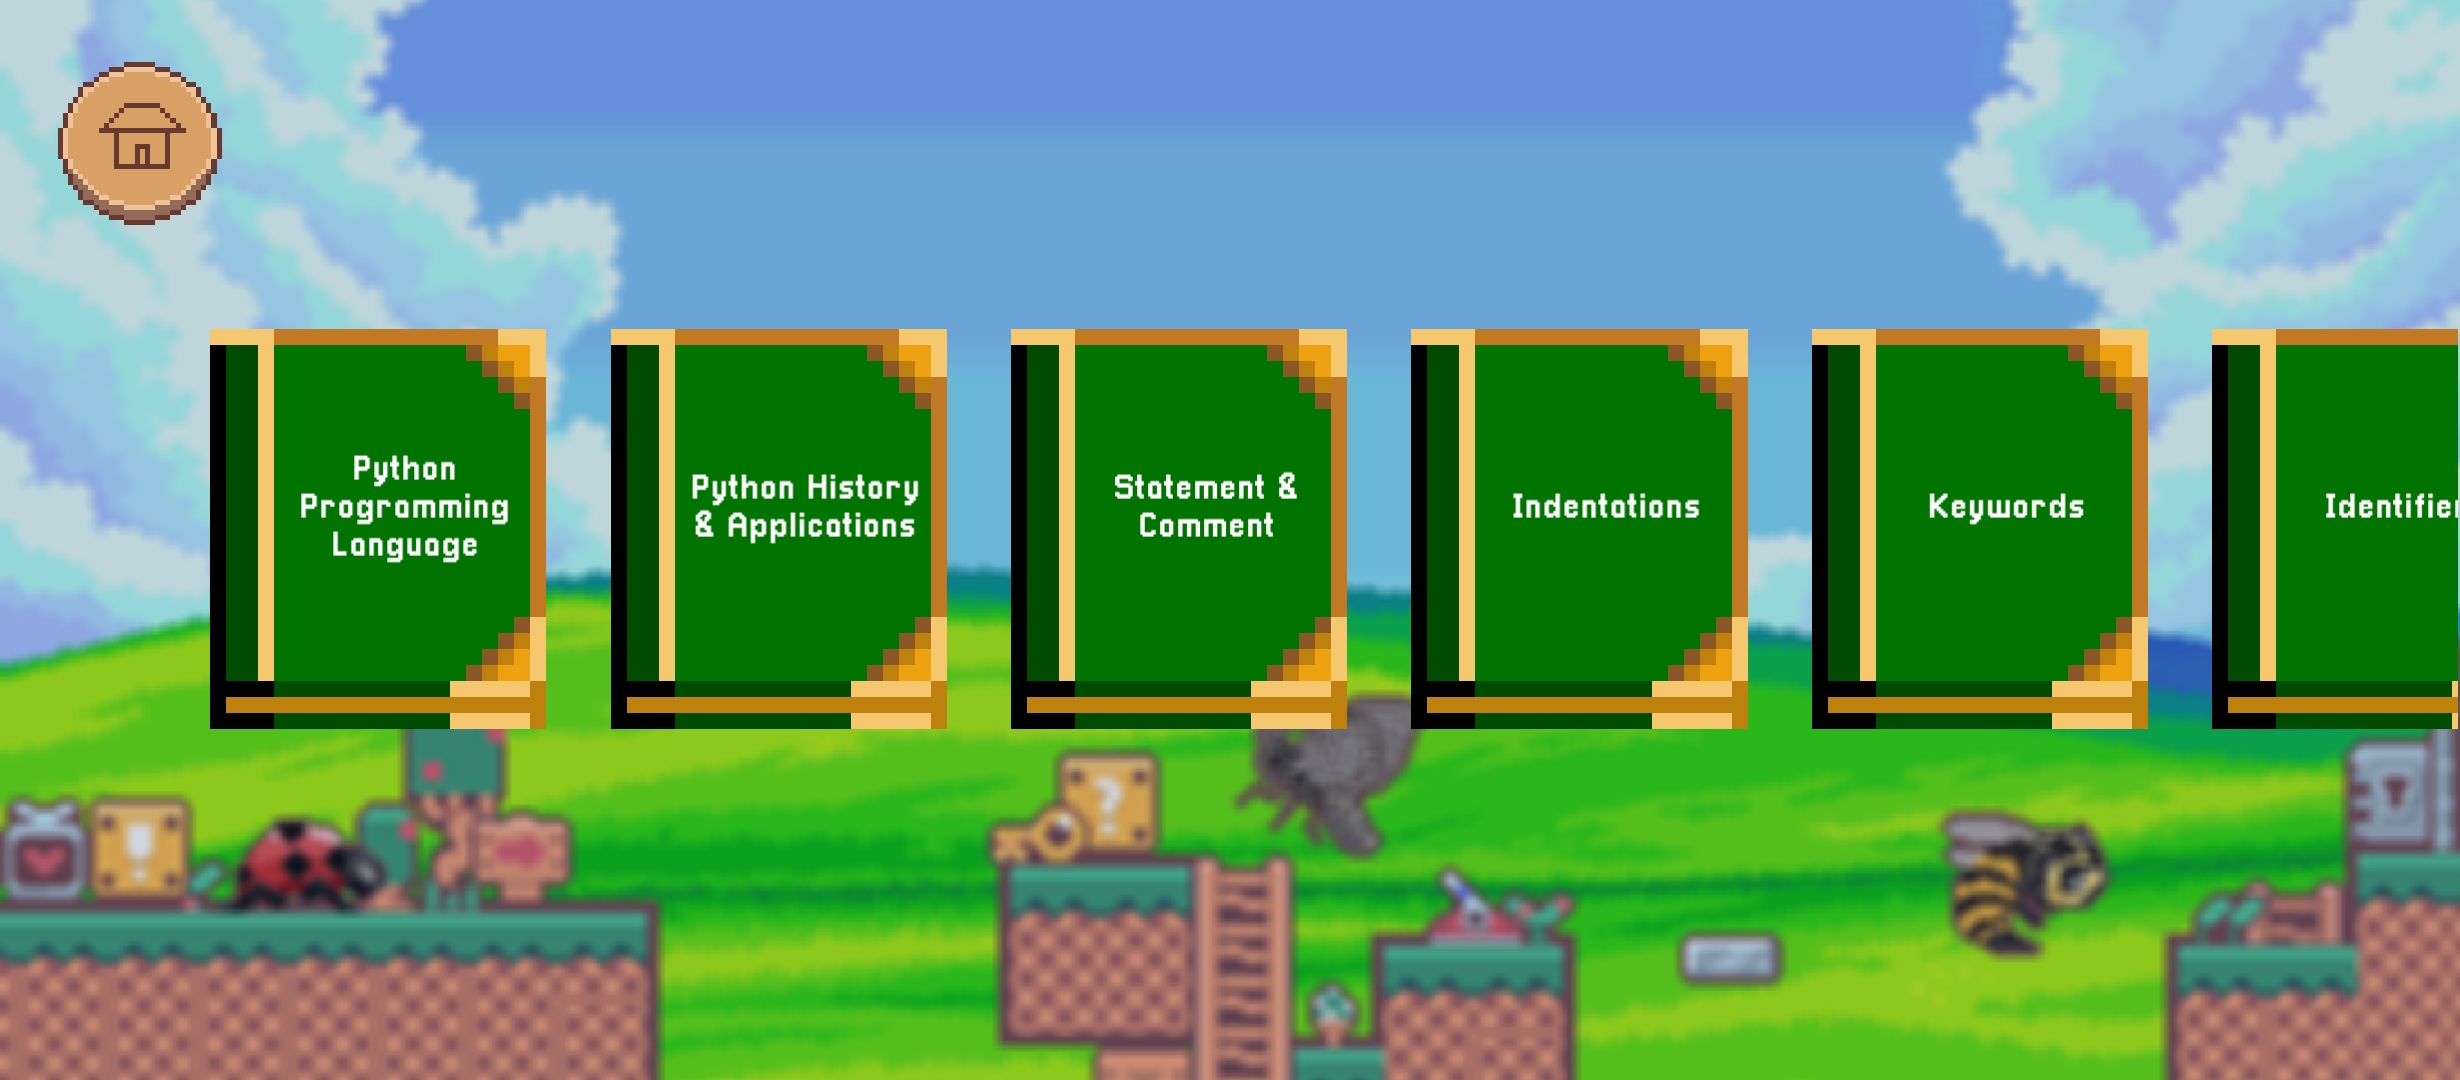 Python
Programming
Language
Python History
& Applications
Statement &
Comment
Indentations
Keywords
?
!